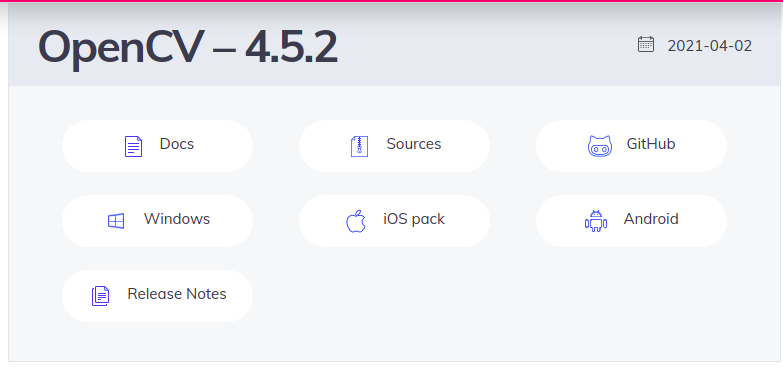 OpenCV – 4.5.2
2021-04-02
Docs
Sources
GitHub
Windows
iOS pack
Android
Release Notes